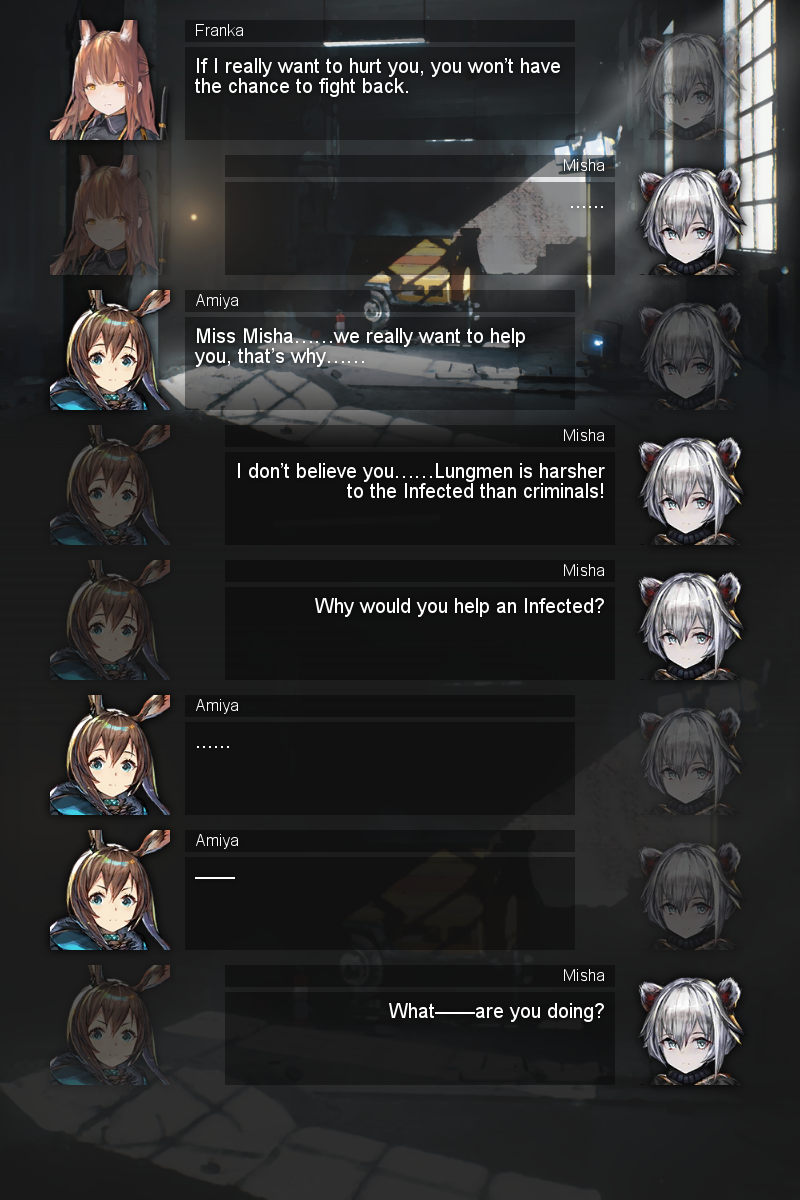 Franka
If I really want to hurt you, you won't have
the chance to fight back.
Misha
……
Amiya
Miss Misha……we really want to help
you, that's why……
Misha
I don't believe you……Lungmen is harsher
to the Infected than criminals!
Misha
Why would you help an Infected?
Amiya
……
Amiya
——
Misha
What——are you doing?